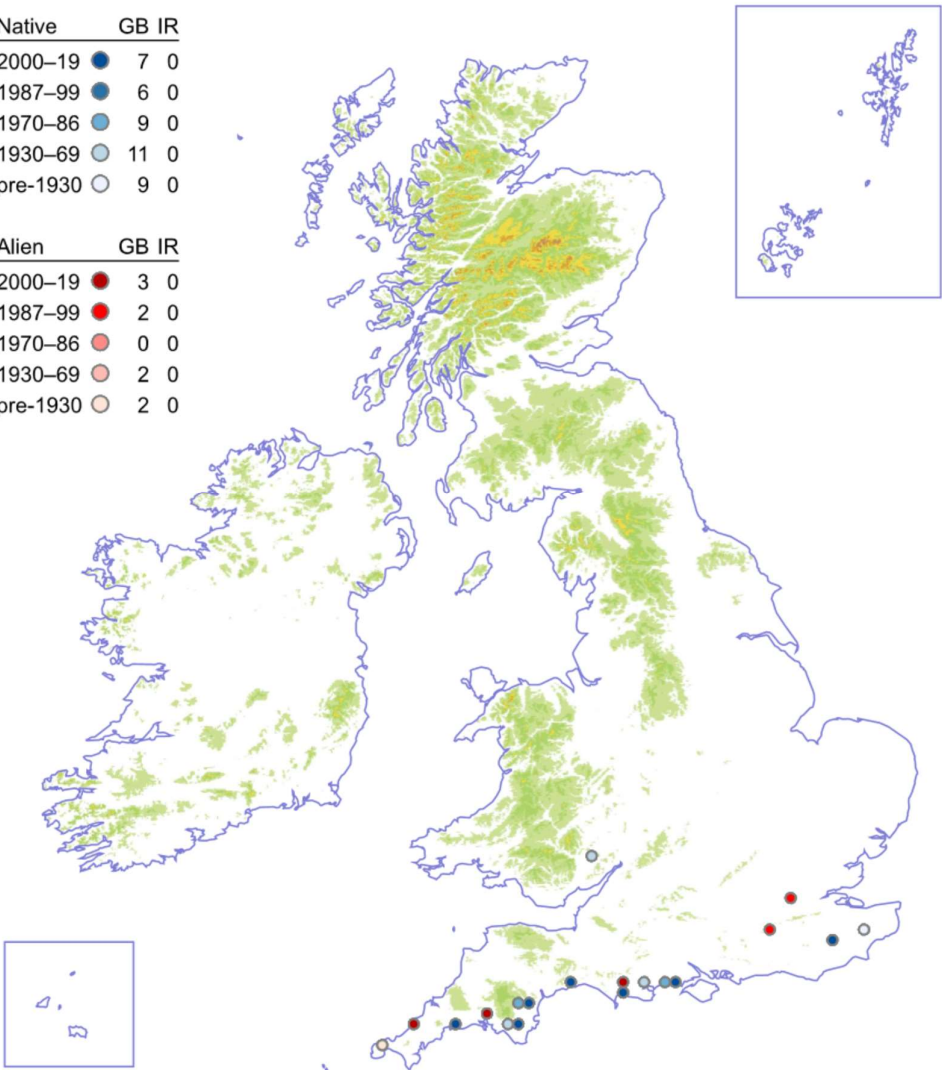 Native GB IR
2000–19 7 0
1987–99 6 0
1970–86 9 0
1930–69 11 0
pre-1930 9 0
Alien GB IR
2000–19 3 0
1987–99 2 0
1970–86 0 0
1930–69 2 0
pre-1930 2 0